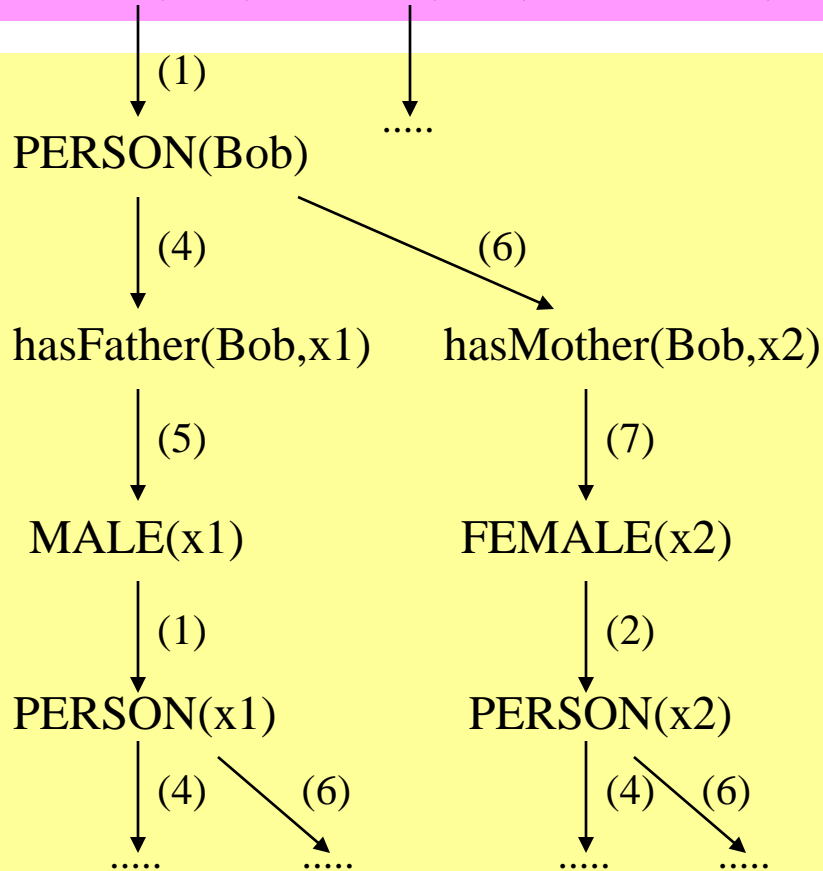 (1)
.....
PERSON(Bob)
(4) (6)
hasFather(Bob,x1) hasMother(Bob,x2)
(5) (7)
MALE(x1) FEMALE(x2)
(1) (2)
PERSON(x1) PERSON(x2)
(4) (6) (4) (6)
..... ..... ..... .....